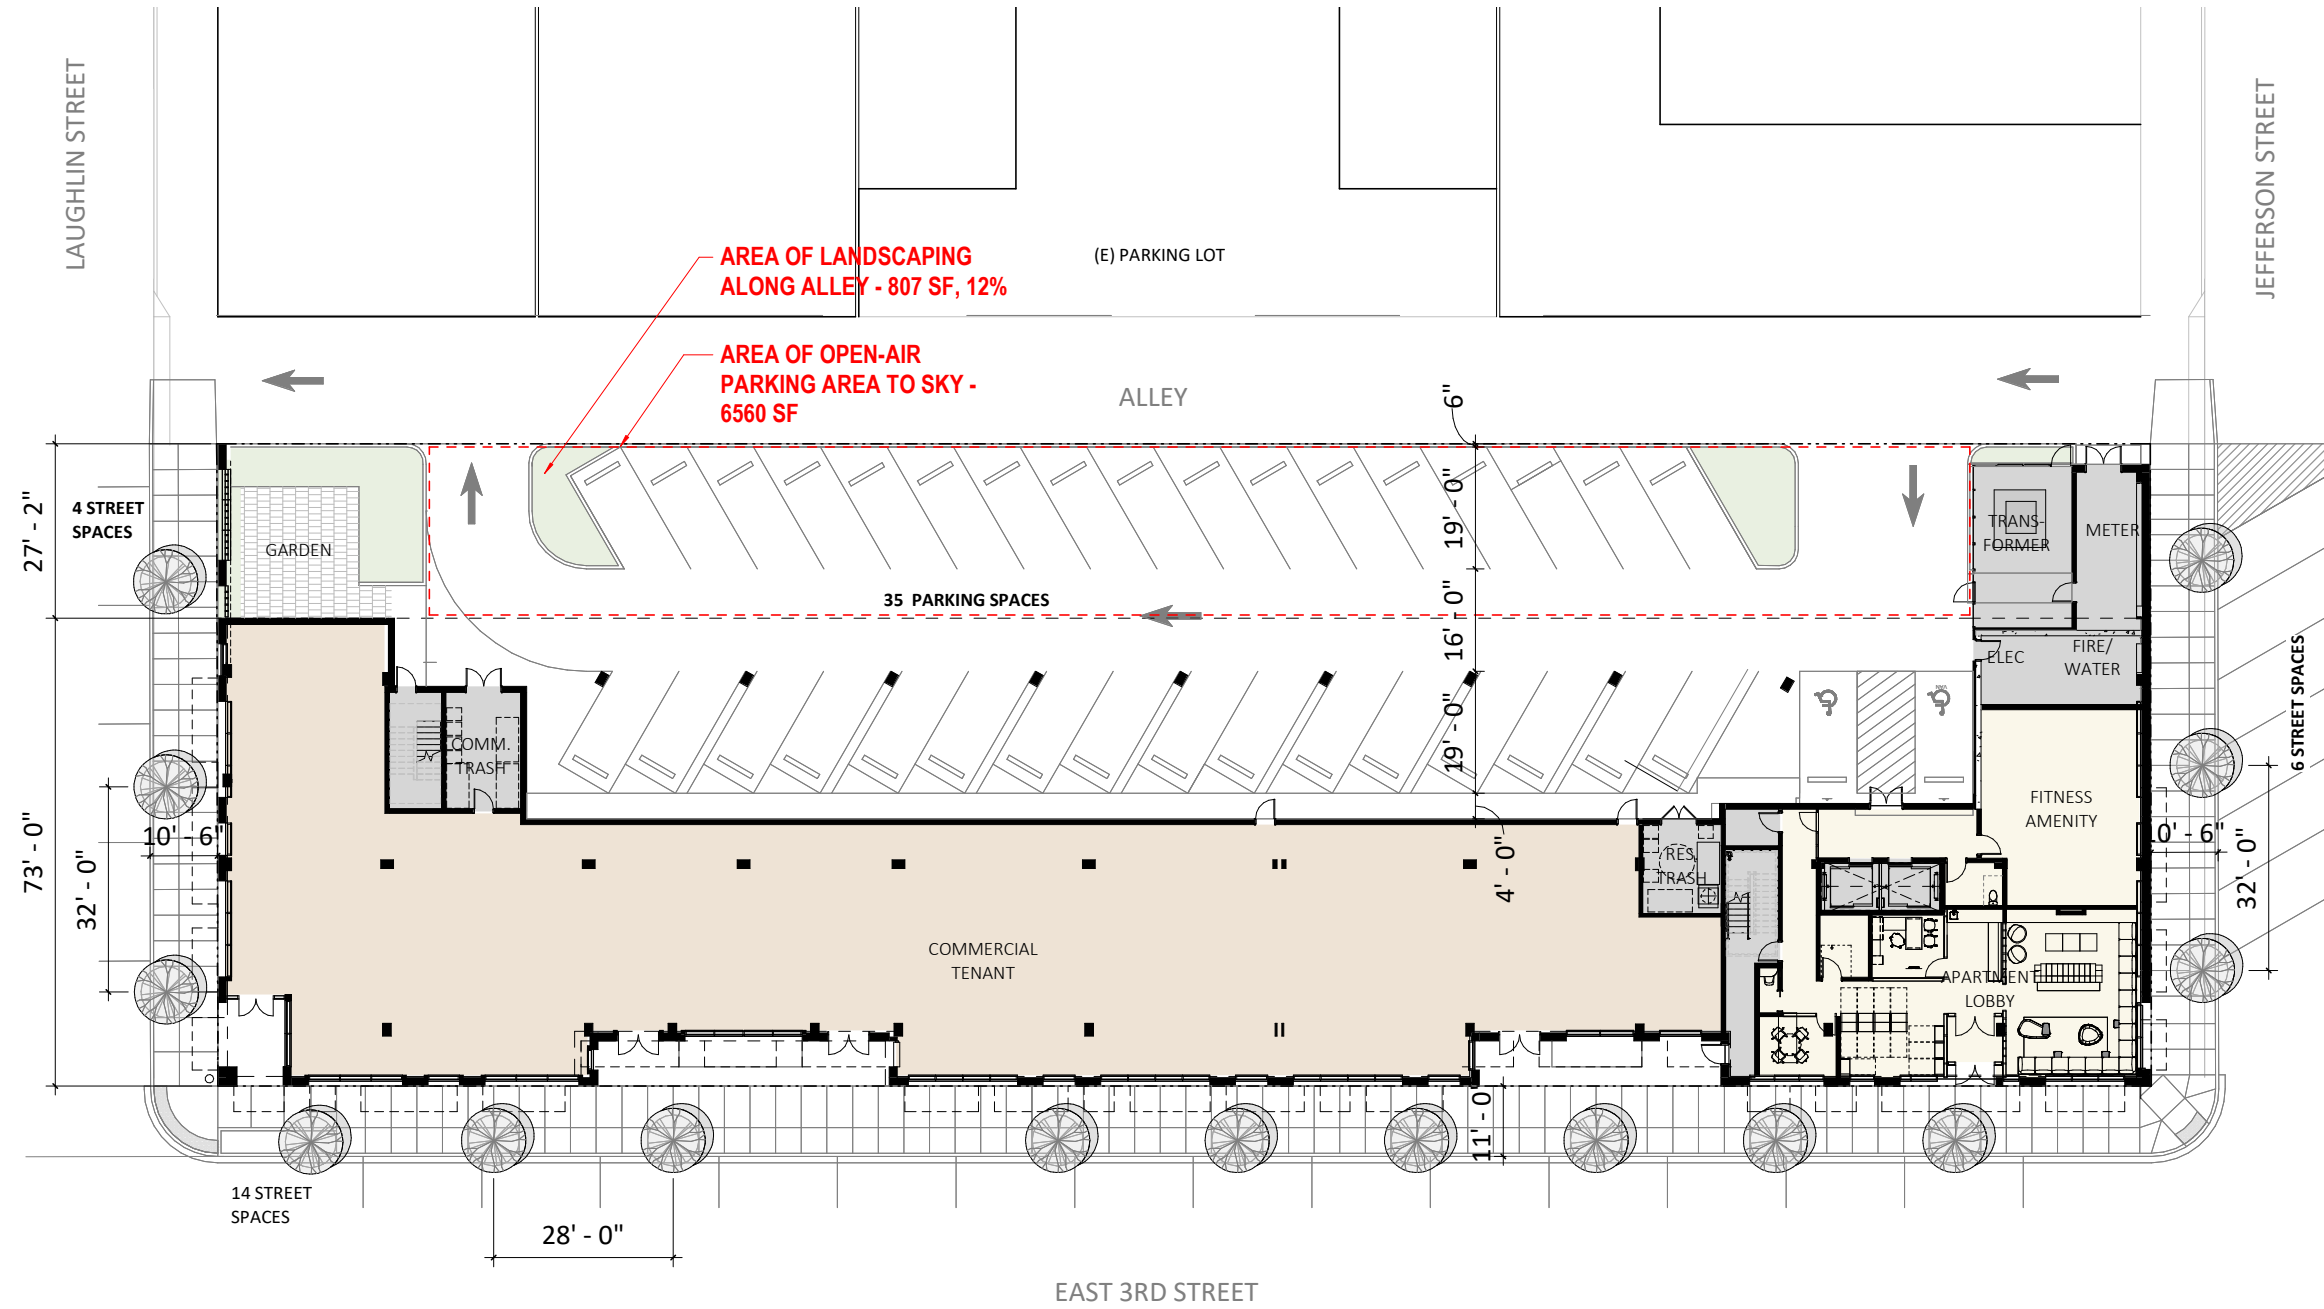 LAUGHLIN STREET
JEFFERSON STREET
AREA OF LANDSCAPING
ALONG ALLEY - 807 SF, 12%
(E) PARKING LOT
AREA OF OPEN-AIR
PARKING AREA TO SKY -
6560 SF
ALLEY
6"
27' - 2"
4 STREET
SPACES
GARDEN
19' - 0"
TRANS-
FORMER
METER
35 PARKING SPACES
16' - 0"
ELEC
FIRE/
WATER
6 STREET SPACES
COMM.
TRASH
19' - 0"
FITNESS
AMENITY
73' - 0"
10' - 6"
32' - 0"
RES.
TRASH
4' - 0"
10' - 6"
32' - 0"
COMMERCIAL
TENANT
APARTMENT
LOBBY
11' - 0
14 STREET
SPACES
28' - 0"
EAST 3RD STREET